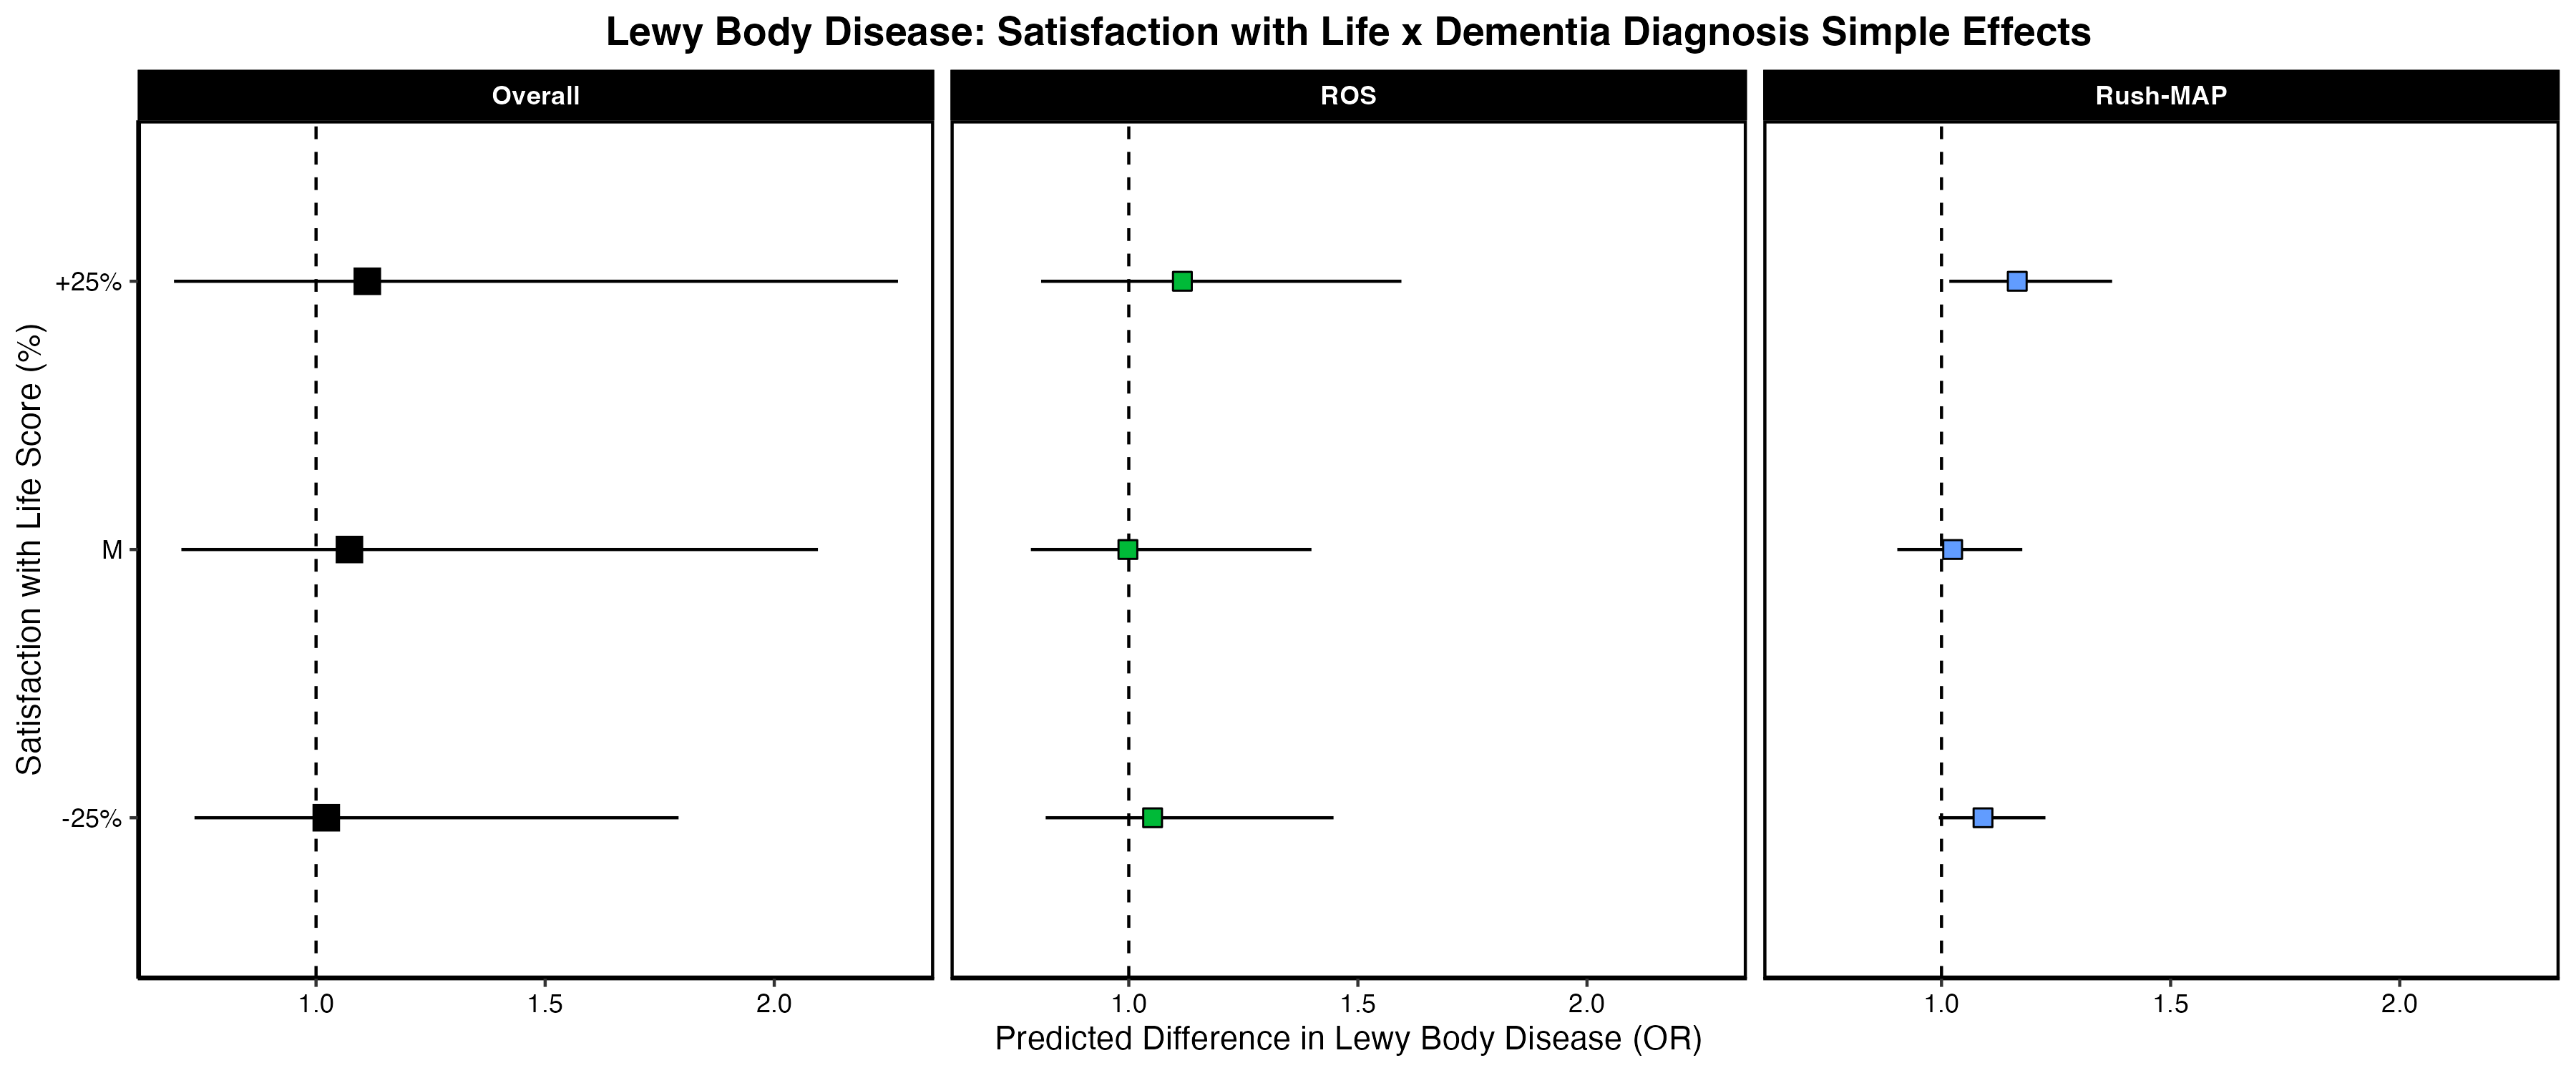 Lewy Body Disease: Satisfaction with Life x Dementia Diagnosis Simple Effects
Overall
ROS
Rush-MAP
Satisfaction with Life Score (%)
+25%
M
-25%
1.0
1.5
2.0
1.0
1.5
2.0
1.0
1.5
2.0
Predicted Difference in Lewy Body Disease (OR)